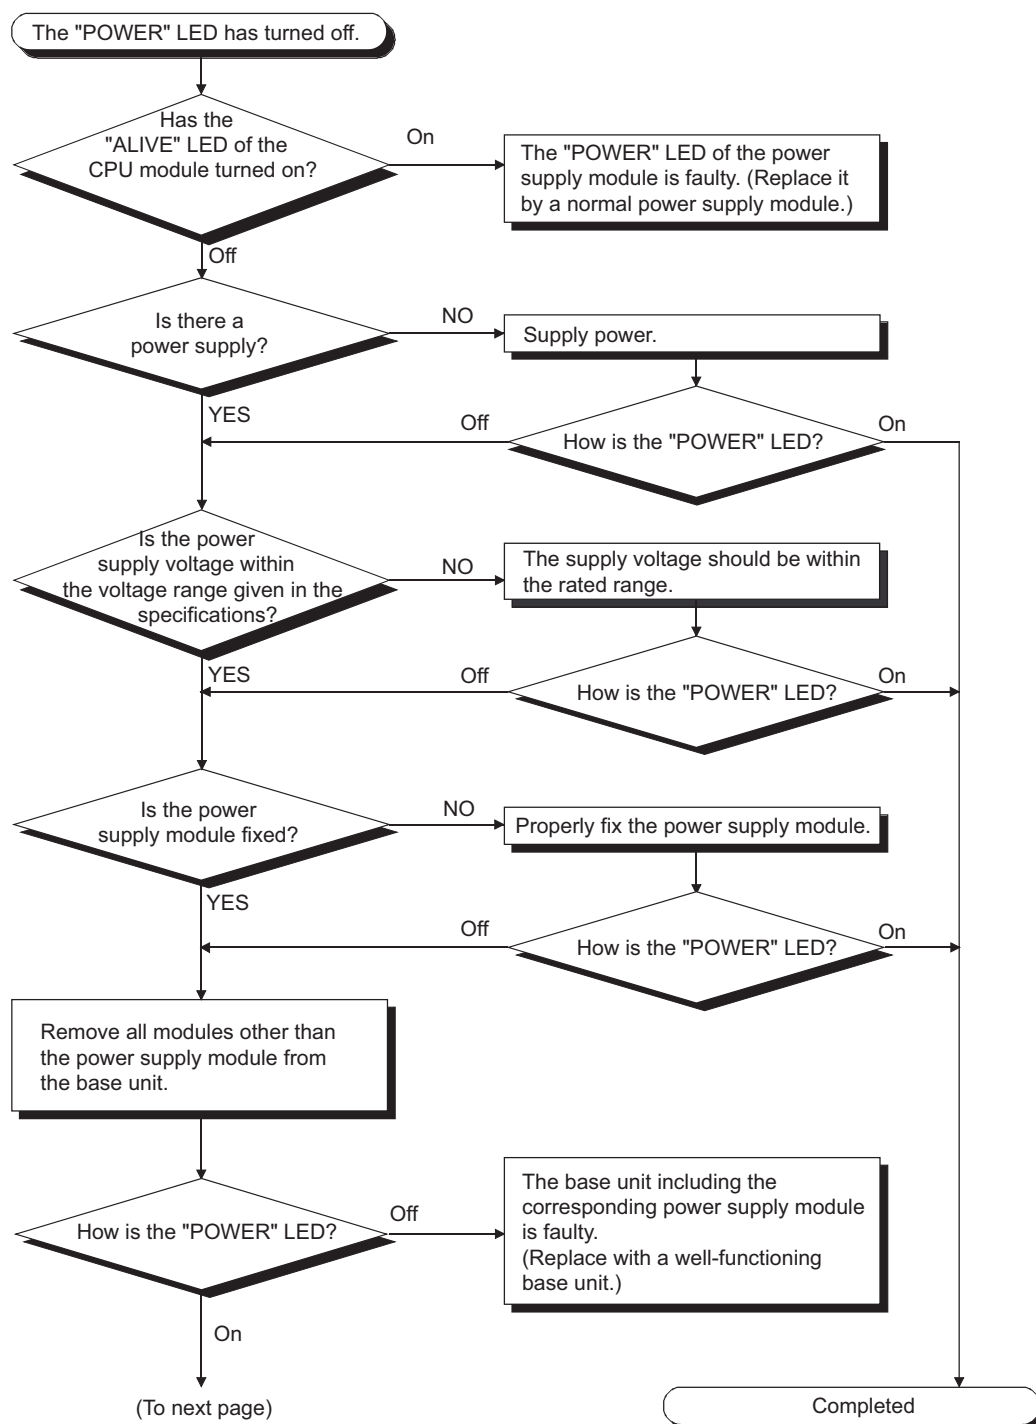 The "POWER" LED has turned off.
Has the
"ALIVE" LED of the
CPU module turned on?
On
The "POWER" LED of the power
supply module is faulty. (Replace it
by a normal power supply module.)
Off
Is there a
power supply?
NO
Supply power.
YES
Off
How is the "POWER" LED?
On
Is the power
supply voltage within
the voltage range given in the
specifications?
NO
The supply voltage should be within
the rated range.
YES
Off
How is the "POWER" LED?
On
Is the power
supply module fixed?
NO
Properly fix the power supply module.
YES
Off
How is the "POWER" LED?
On
Remove all modules other than
the power supply module from
the base unit.
How is the "POWER" LED?
Off
The base unit including the
corresponding power supply module
is faulty.
(Replace with a well-functioning
base unit.)
On
(To next page)
Completed